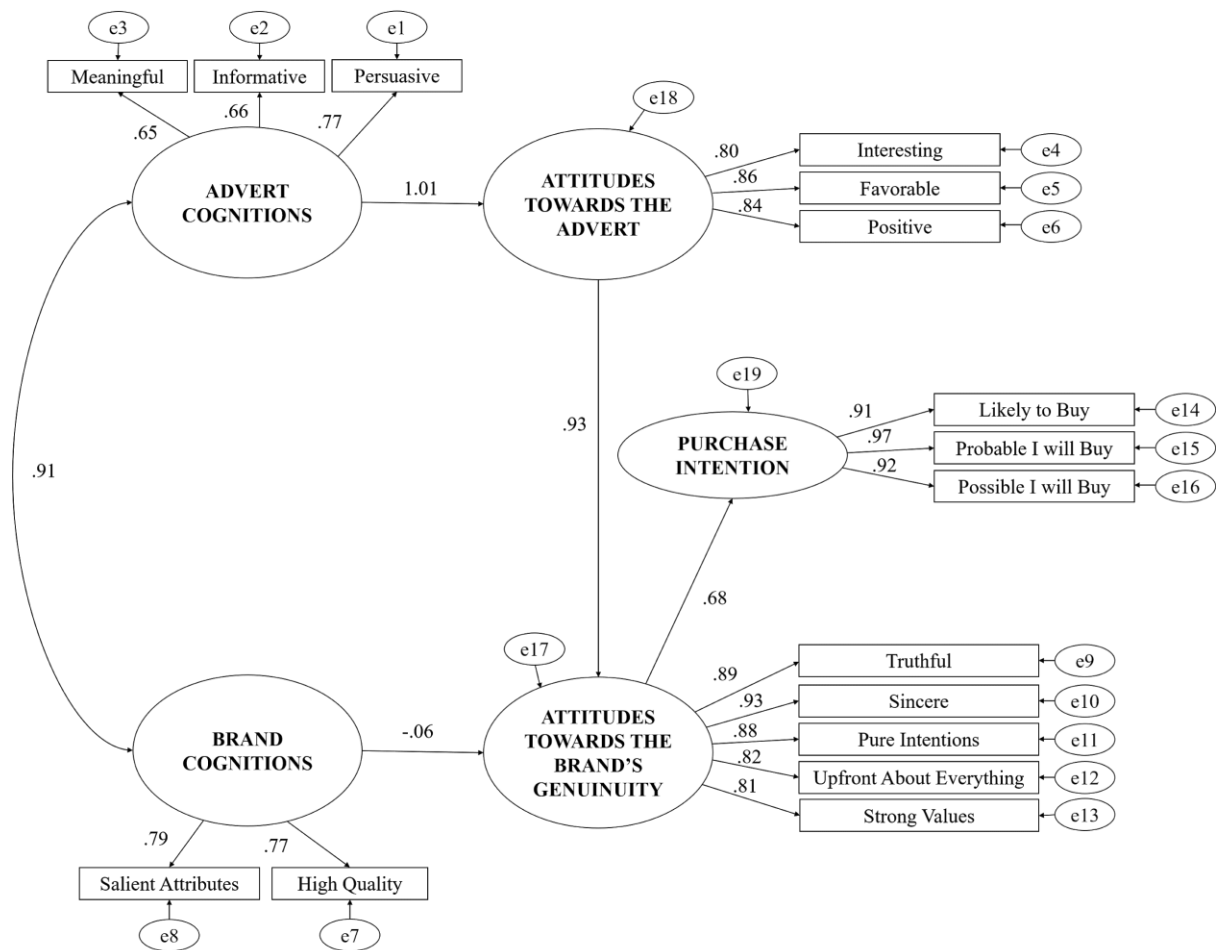 e3
e2
e1
Meaningful
Informative
Persuasive
.65
.66
.77
e18
ADVERT
COGNITIONS
1.01
ATTITUDES
TOWARDS THE
ADVERT
.80
.86
.84
Interesting
Favorable
Positive
e4
e5
e6
.91
.93
e19
PURCHASE
INTENTION
.91
.97
.92
Likely to Buy
Probable I will Buy
Possible I will Buy
e14
e15
e16
.68
e17
BRAND
COGNITIONS
-.06
ATTITUDES
TOWARDS THE
BRAND’S
GENUINUITY
.89
.93
.88
.82
.81
Truthful
Sincere
Pure Intentions
Upfront About Everything
Strong Values
e9
e10
e11
e12
e13
.79
.77
Salient Attributes
High Quality
e8
e7